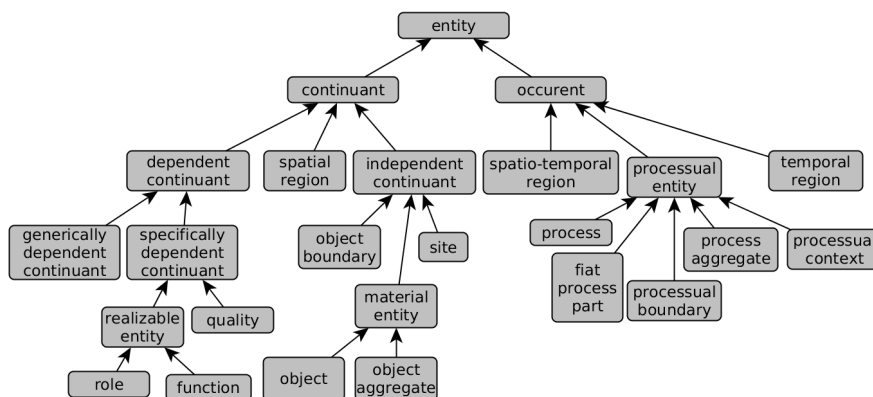 entity
continuant
occurent
dependent
continuant
spatial
region
independent
continuant
spatio-temporal
region
processual
entity
temporal
region
generically
dependent
continuant
specifically
dependent
continuant
object
boundary
site
process
process
aggregate
processual
context
fiat
process
part
processual
boundary
realizable
entity
quality
material
entity
role
function
object
object
aggregate